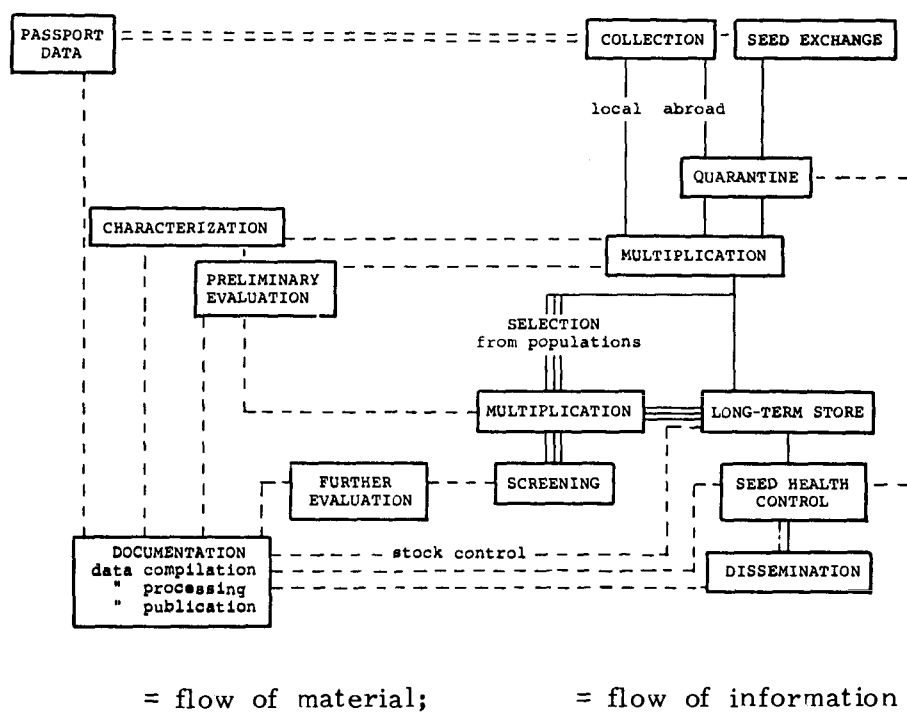 PASSPORT
DATA
COLLECTION
SEED EXCHANGE
local abroad
QUARANTINE
CHARACTERIZATION
MULTIPLICATION
PRELIMINARY
EVALUATION
SELECTION
from populations
MULTIPLICATION
LONG-TERM STORE
FURTHER
EVALUATION
SCREENING
SEED HEALTH
CONTROL
DOCUMENTATION
data compilation
" processing
" publication
stock control
DISSEMINATION
= flow of material; = flow of information